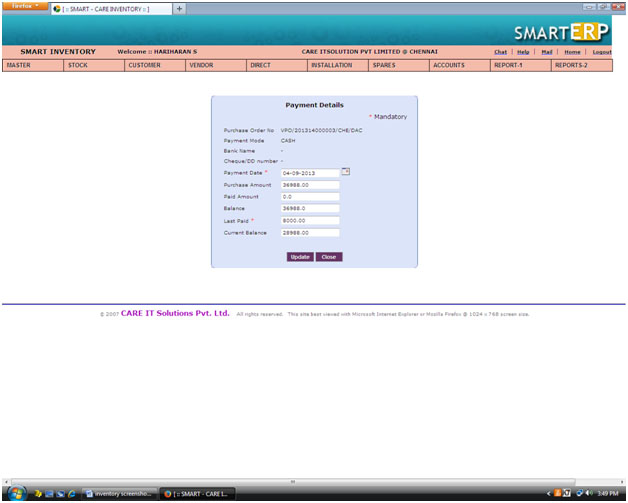 Firefox
[ :: SMART - CARE INVENTORY :: ]
SMARTERP
SMART INVENTORY Welcome :: HARIHARAN S CARE ITSOLUTION PVT LIMITED @ CHENNAI Chat | Help | Mail | Home | Logout
MASTER STOCK CUSTOMER VENDOR DIRECT INSTALLATION SPARES ACCOUNTS REPORT-1 REPORTS-2
Payment Details
* Mandatory
Purchase Order No VPO/201314000003/CHE/DAC
Payment Mode CASH
Bank Name -
Cheque/DD number -
Payment Date * 04-09-2013
Purchase Amount 36988.00
Paid Amount 0.0
Balance 36988.0
Last Paid * 8000.00
Current Balance 28988.00
Update Close
© 2007 CARE IT Solutions Pvt. Ltd. All rights reserved. This site best viewed with Microsoft Internet Explorer or Mozilla Firefox @ 1024 x 768 screen size.
inventory screensho... [ :: SMART - CARE I... 3:49 PM